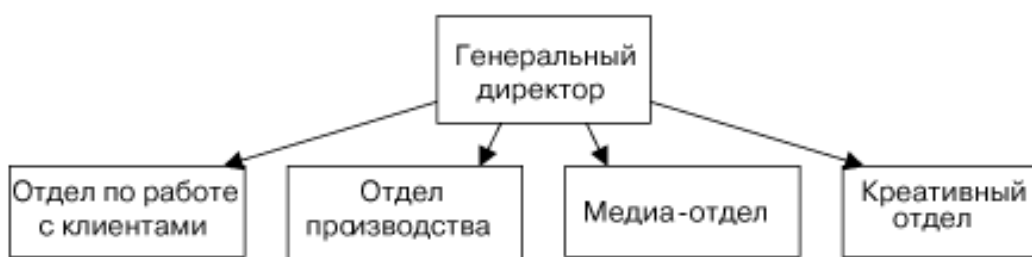 Генеральный
директор
Отдел по работе
с клиентами
Отдел
производства
Медиа-отдел
Креативный
отдел